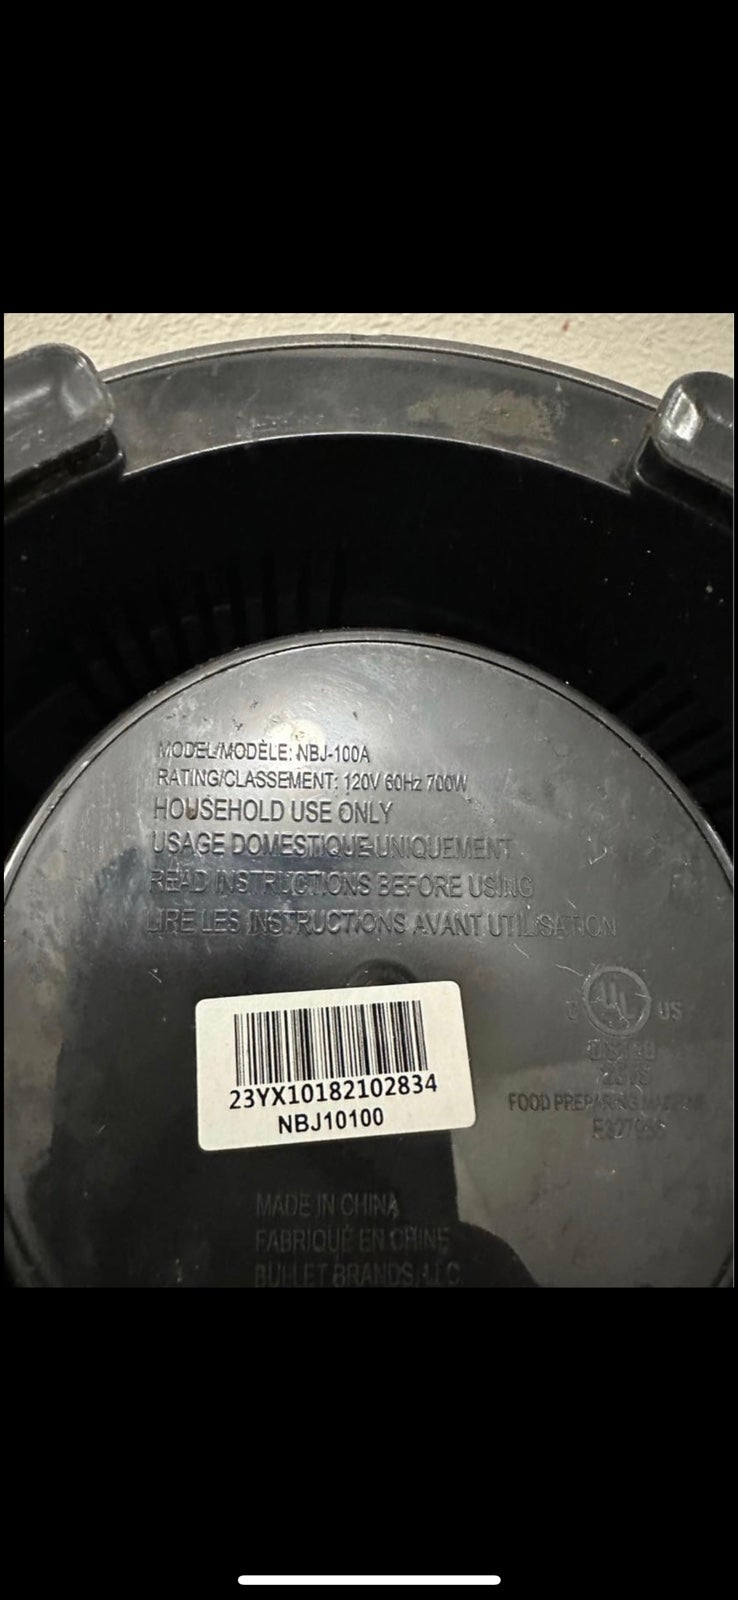 MODEL/MODÈLE: NBJ-100A
RATING/CLASSEMENT: 120V 60Hz 700W
HOUSEHOLD USE ONLY
USAGE DOMESTIQUE UNIQUEMENT
READ INSTRUCTIONS BEFORE USING
LIRE LES INSTRUCTIONS AVANT UTILISATION
C UL US
FOOD PREPARING MACHINE
23YX10182102834
NBJ10100
MADE IN CHINA
FABRIQUÉ EN CHINE
BULLET BRANDS, LLC